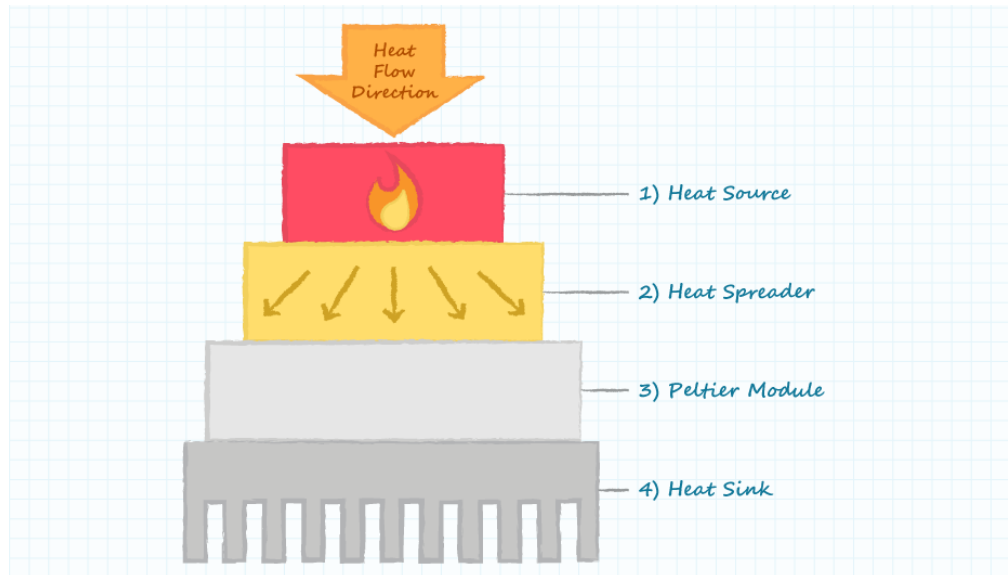 Heat
Flow
Direction
1) Heat Source
2) Heat Spreader
3) Peltier Module
4) Heat Sink